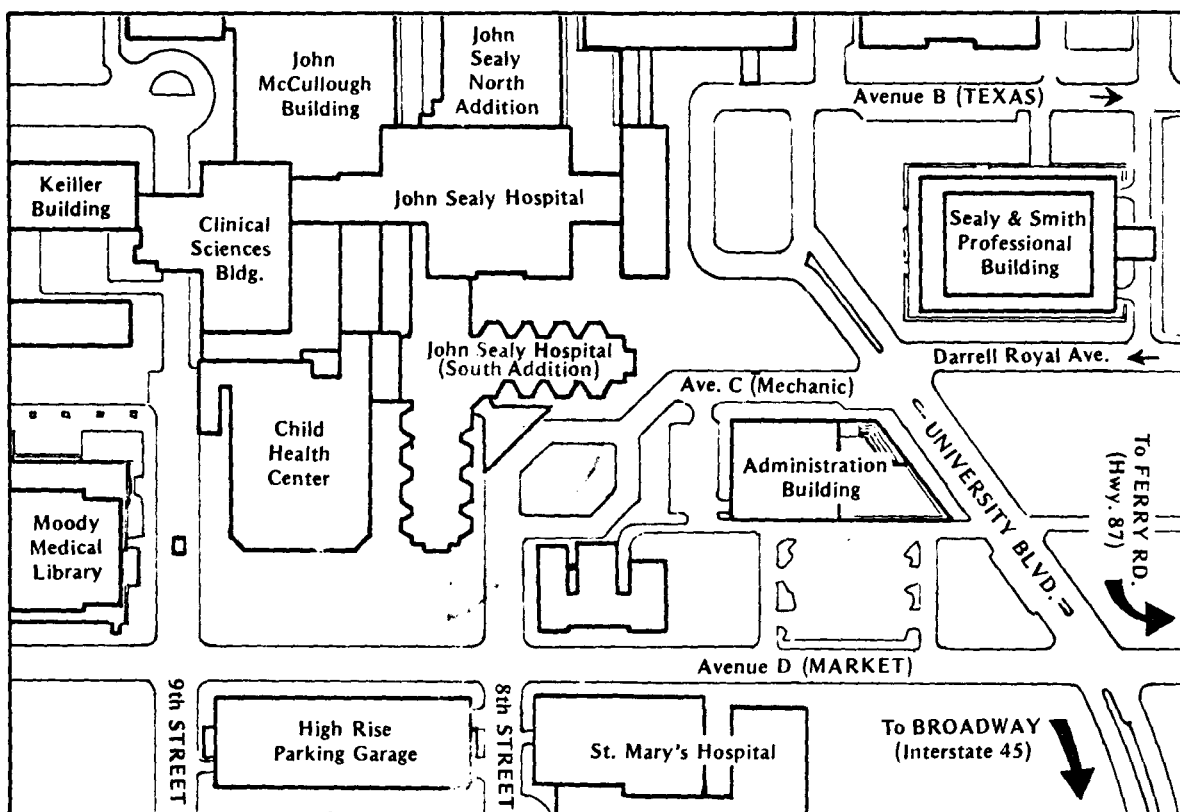 John
McCullough
Building
John
Sealy
North
Addition
Avenue B (TEXAS)
Keiller
Building
Clinical
Sciences
Bldg.
John Sealy Hospital
Sealy & Smith
Professional
Building
John Sealy Hospital
(South Addition)
Darrell Royal Ave.
Ave. C (Mechanic)
Child
Health
Center
Administration
Building
UNIVERSITY BLVD.
To FERRY RD.
(Hwy. 87)
Moody
Medical
Library
Avenue D (MARKET)
9th STREET
High Rise
Parking Garage
8th STREET
St. Mary's Hospital
To BROADWAY
(Interstate 45)